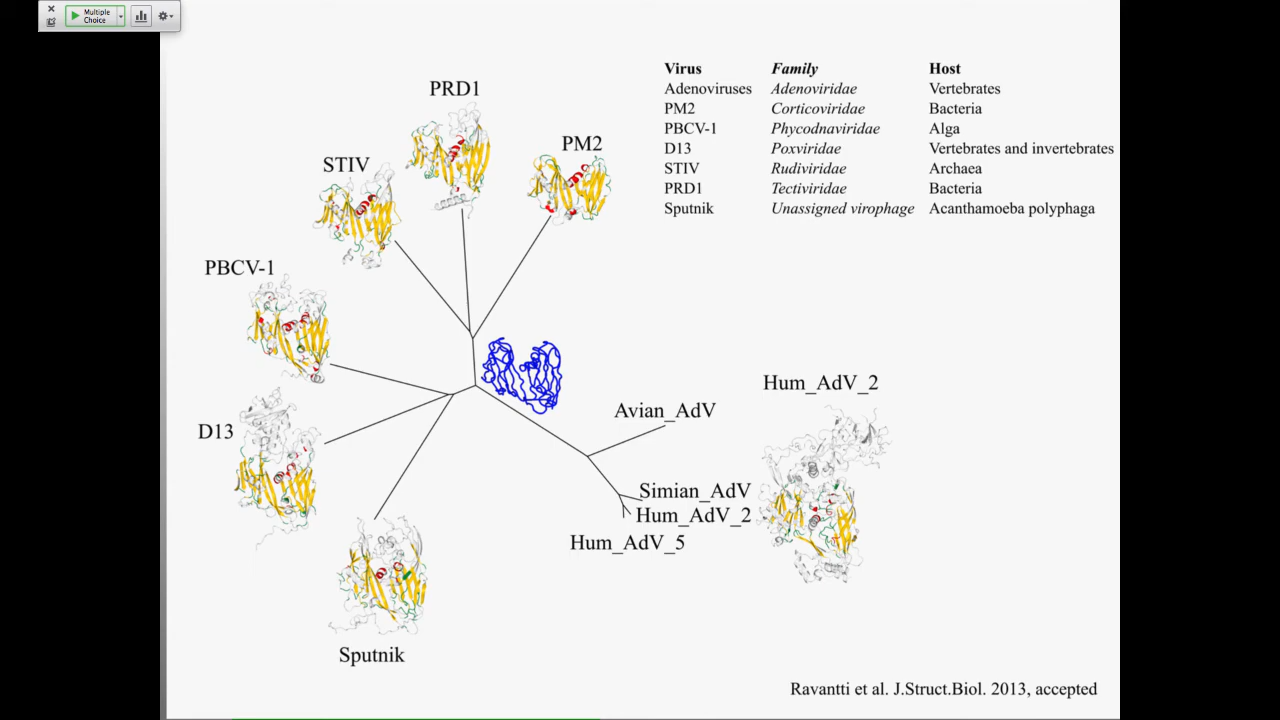 Multiple
Choice
Virus Family Host
Adenoviruses Adenoviridae Vertebrates
PM2 Corticoviridae Bacteria
PBCV-1 Phycodnaviridae Alga
D13 Poxviridae Vertebrates and invertebrates
STIV Rudiviridae Archaea
PRD1 Tectiviridae Bacteria
Sputnik Unassigned virophage Acanthamoeba polyphaga
PRD1
PM2
STIV
PBCV-1
D13
Sputnik
Avian_AdV
Simian_AdV
Hum_AdV_2
Hum_AdV_5
Hum_AdV_2
Ravantti et al. J.Struct.Biol. 2013, accepted